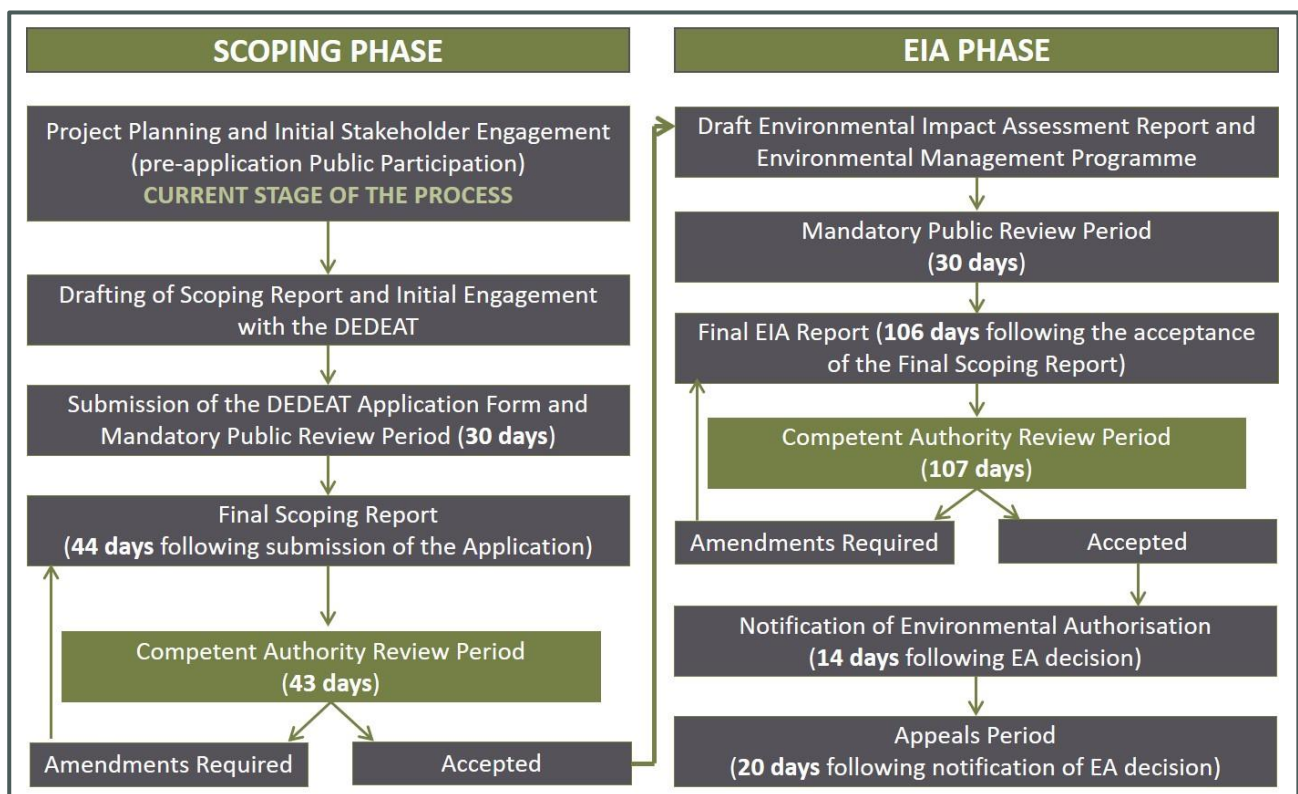 SCOPING PHASE
Project Planning and Initial Stakeholder Engagement
(pre-application Public Participation)
CURRENT STAGE OF THE PROCESS
Drafting of Scoping Report and Initial Engagement
with the DEDEAT
Submission of the DEDEAT Application Form and
Mandatory Public Review Period (30 days)
Final Scoping Report
(44 days following submission of the Application)
Competent Authority Review Period
(43 days)
Amendments Required
Accepted
EIA PHASE
Draft Environmental Impact Assessment Report and
Environmental Management Programme
Mandatory Public Review Period
(30 days)
Final EIA Report (106 days following the acceptance
of the Final Scoping Report)
Competent Authority Review Period
(107 days)
Amendments Required
Accepted
Notification of Environmental Authorisation
(14 days following EA decision)
Appeals Period
(20 days following notification of EA decision)